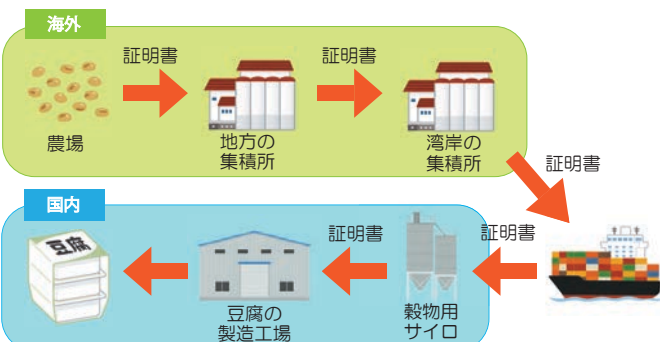 海外
証明書
証明書
農場
地方の
集積所
湾岸の
集積所
証明書
国内
豆腐
証明書
証明書
豆腐の
製造工場
穀物用
サイロ